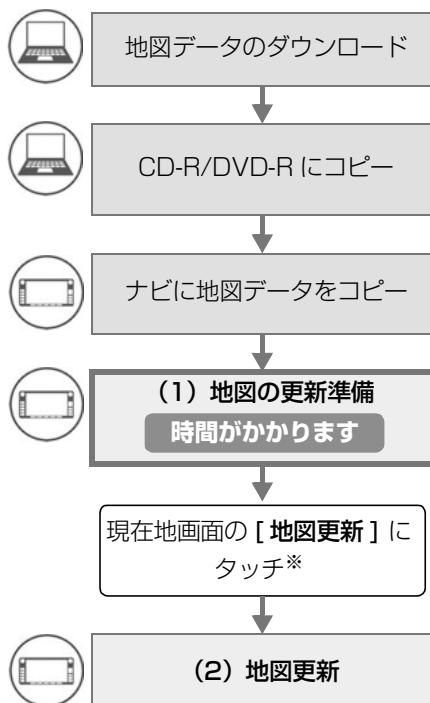 地図データのダウンロード
CD-R/DVD-R にコピー
ナビに地図データをコピー
（1）地図の更新準備
時間がかかります
現在地画面の [ 地図更新 ] に
タッチ※
（2）地図更新